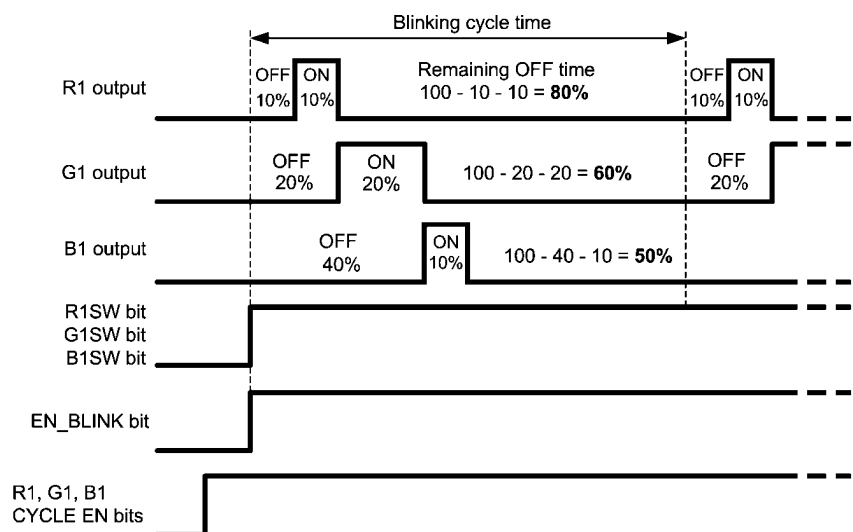 Blinking cycle time
R1 output
OFF
10%
ON
10%
Remaining OFF time
100 - 10 - 10 = 80%
OFF
10%
ON
10%
G1 output
OFF
20%
ON
20%
100 - 20 - 20 = 60%
OFF
20%
B1 output
OFF
40%
ON
10%
100 - 40 - 10 = 50%
R1SW bit
G1SW bit
B1SW bit
EN_BLINK bit
R1, G1, B1
CYCLE EN bits